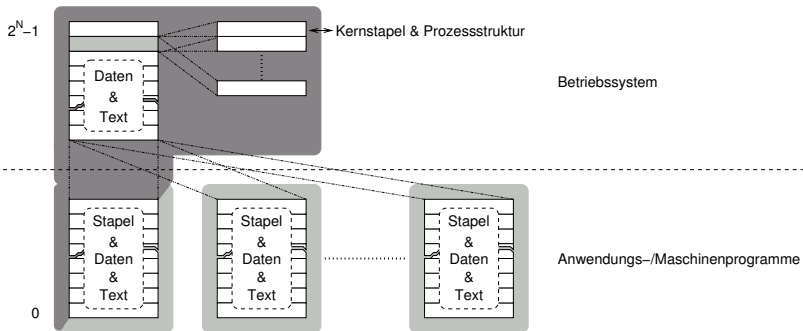 2^N−1
Kernstapel & Prozessstruktur
Daten
&
Text
Betriebssystem
Stapel
&
Daten
&
Text
Stapel
&
Daten
&
Text
Stapel
&
Daten
&
Text
Anwendungs−/Maschinenprogramme
0